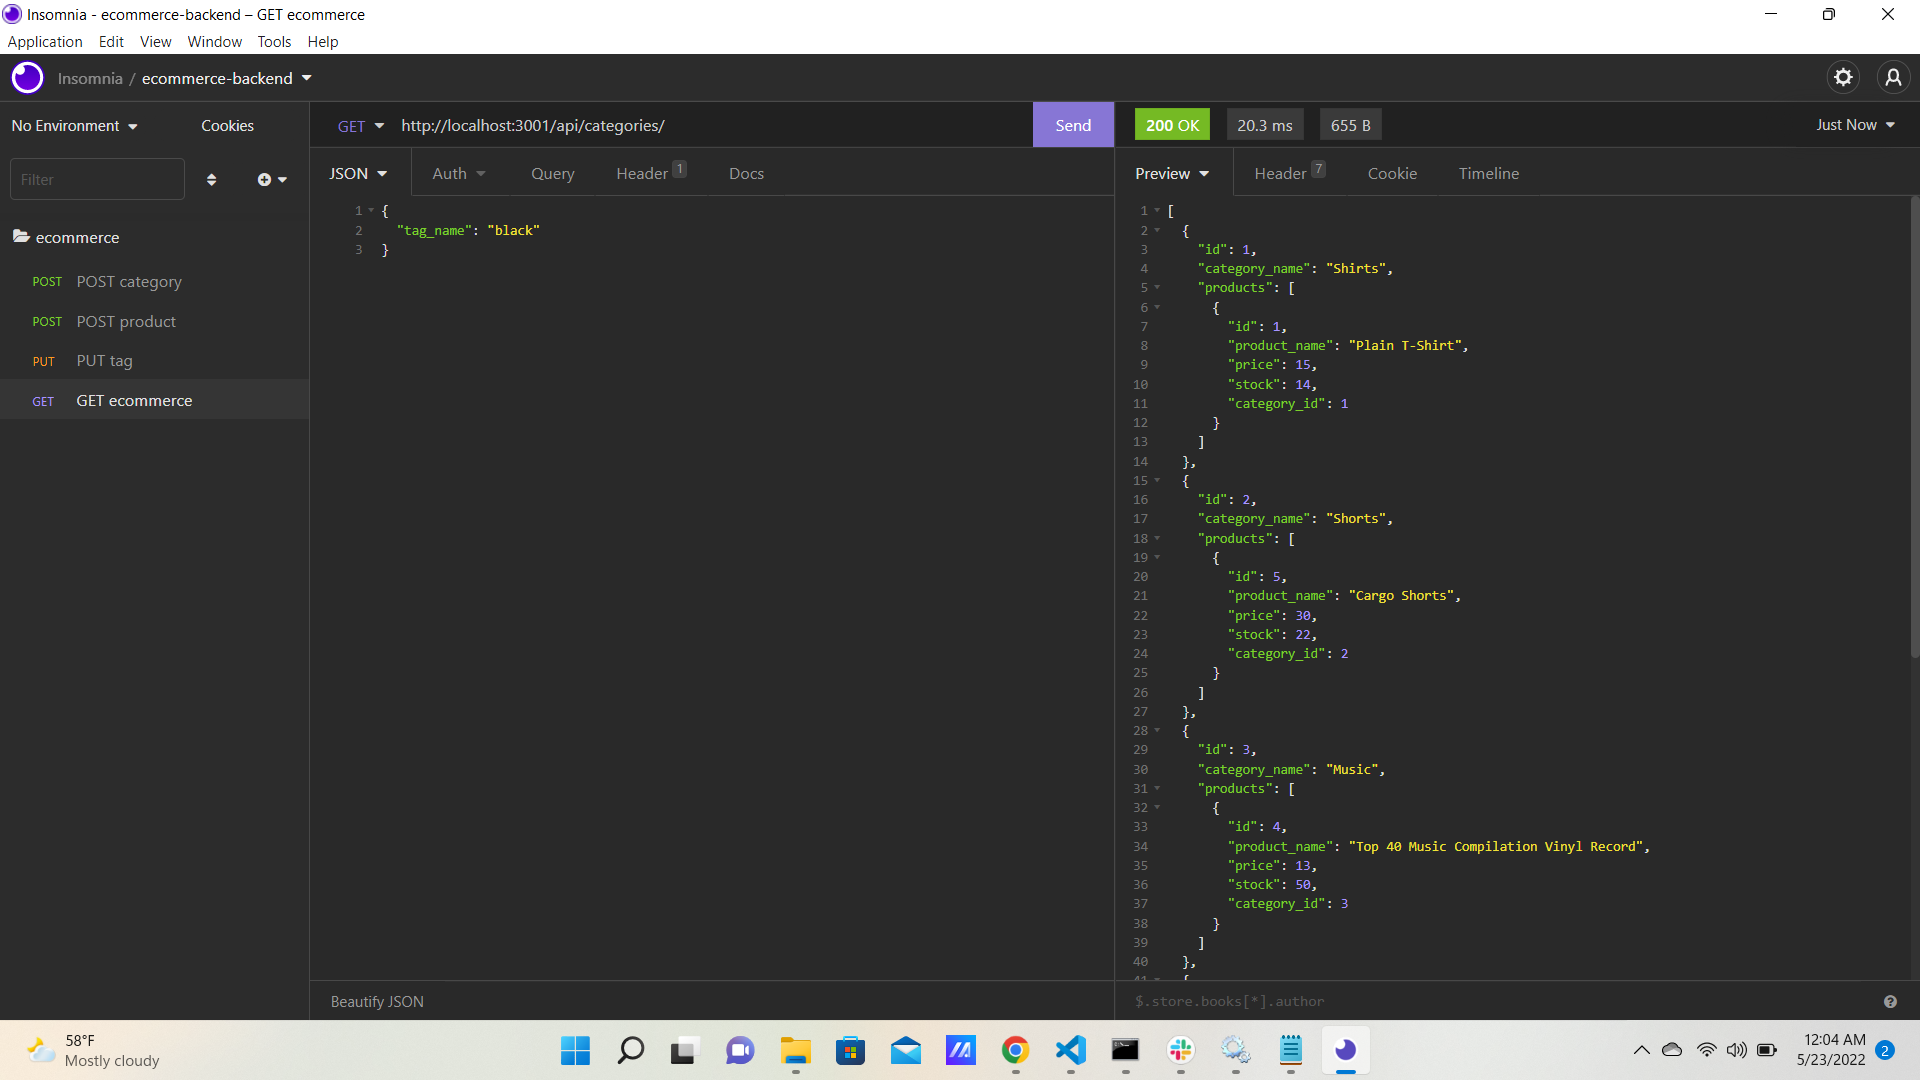 Insomnia - ecommerce-backend – GET ecommerce
Application Edit View Window Tools Help
Insomnia / ecommerce-backend
No Environment Cookies
GET http://localhost:3001/api/categories/ Send
200 OK 20.3 ms 655 B Just Now
Filter
JSON Auth Query Header 1 Docs
Preview Header 7 Cookie Timeline
ecommerce
POST POST category
POST POST product
PUT PUT tag
GET GET ecommerce
1 {
2 "tag_name": "black"
3 }
1 [
2 {
3 "id": 1,
4 "category_name": "Shirts",
5 "products": [
6 {
7 "id": 1,
8 "product_name": "Plain T-Shirt",
9 "price": 15,
10 "stock": 14,
11 "category_id": 1
12 }
13 ]
14 },
15 {
16 "id": 2,
17 "category_name": "Shorts",
18 "products": [
19 {
20 "id": 5,
21 "product_name": "Cargo Shorts",
22 "price": 30,
23 "stock": 22,
24 "category_id": 2
25 }
26 ]
27 },
28 {
29 "id": 3,
30 "category_name": "Music",
31 "products": [
32 {
33 "id": 4,
34 "product_name": "Top 40 Music Compilation Vinyl Record",
35 "price": 13,
36 "stock": 50,
37 "category_id": 3
38 }
39 ]
40 },
41 {
Beautify JSON
$.store.books[*].author
58°F
Mostly cloudy
12:04 AM
5/23/2022
2